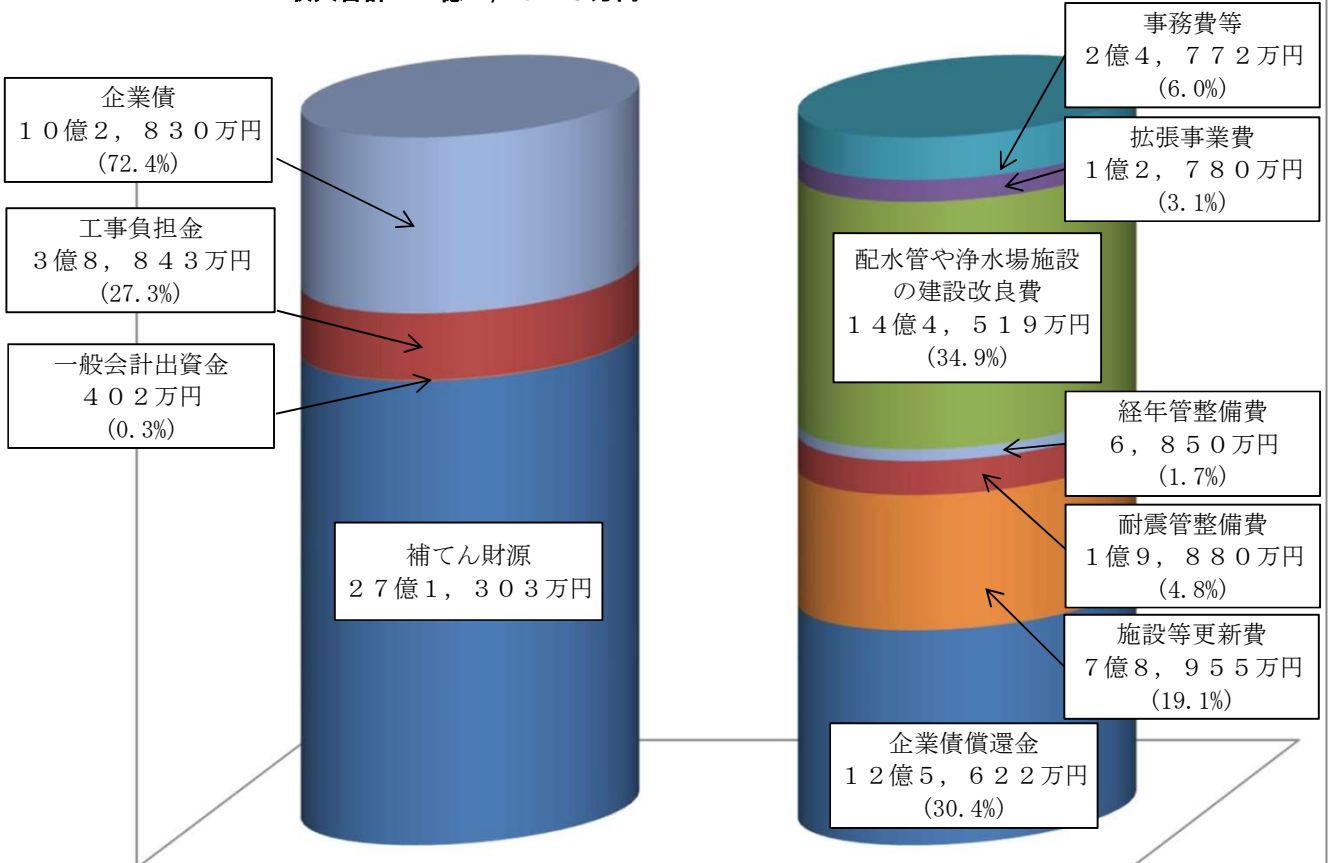 企業債
１０億２，８３０万円
(72.4%)
工事負担金
３億８，８４３万円
(27.3%)
一般会計出資金
４０２万円
(0.3%)
補てん財源
２７億１，３０３万円
事務費等
２億４，７７２万円
(6.0%)
拡張事業費
１億２，７８０万円
(3.1%)
配水管や浄水場施設
の建設改良費
１４億４，５１９万円
(34.9%)
経年管整備費
６，８５０万円
(1.7%)
耐震管整備費
１億９，８８０万円
(4.8%)
施設等更新費
７億８，９５５万円
(19.1%)
企業債償還金
１２億５，６２２万円
(30.4%)